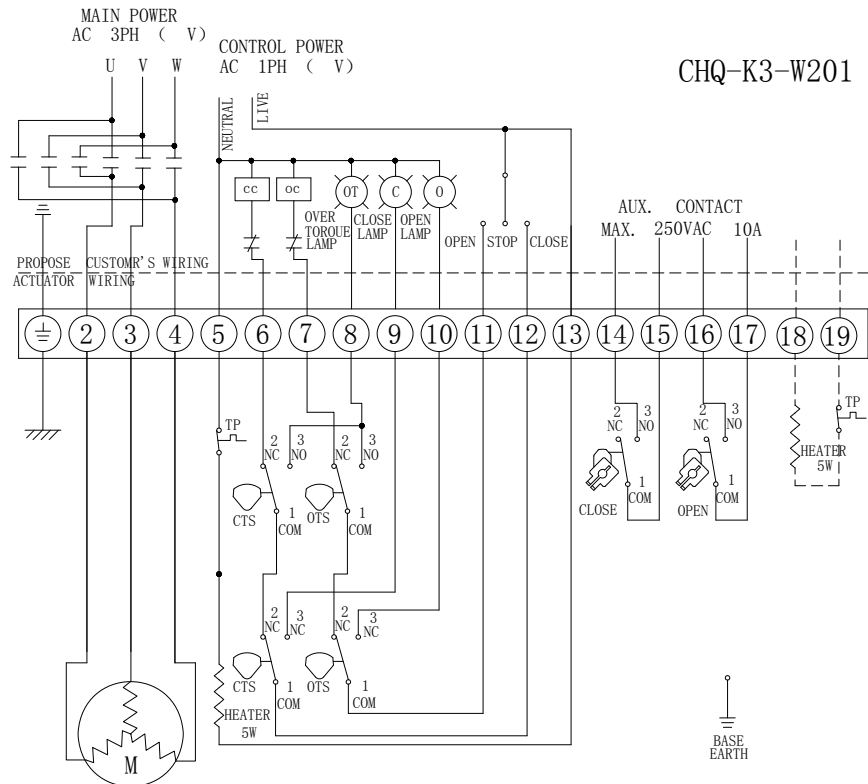 MAIN POWER
AC 3PH ( V)
U V W
CONTROL POWER
AC 1PH ( V)
NEUTRAL
LIVE
CHQ-K3-W201
CC
OC
OT
C
O
OVER
TOROUE
LAMP
CLOSE
LAMP
OPEN
LAMP
OPEN
STOP
CLOSE
AUX. CONTACT
MAX. 250VAC 10A
PROPOSE CUSTOMR'S WIRING
ACTUATOR WIRING
2 3 4 5 6 7 8 9 10 11 12 13 14 15 16 17 18 19
TP
2
NC
3
NO
2
NC
3
NO
1
COM
CTS
1
COM
OTS
2
NC
3
NO
1
COM
CLOSE
2
NC
3
NO
1
COM
OPEN
TP
HEATER
5W
2
NC
3
NC
2
NC
3
NC
1
COM
CTS
1
COM
OTS
HEATER
5W
M
BASE
EARTH